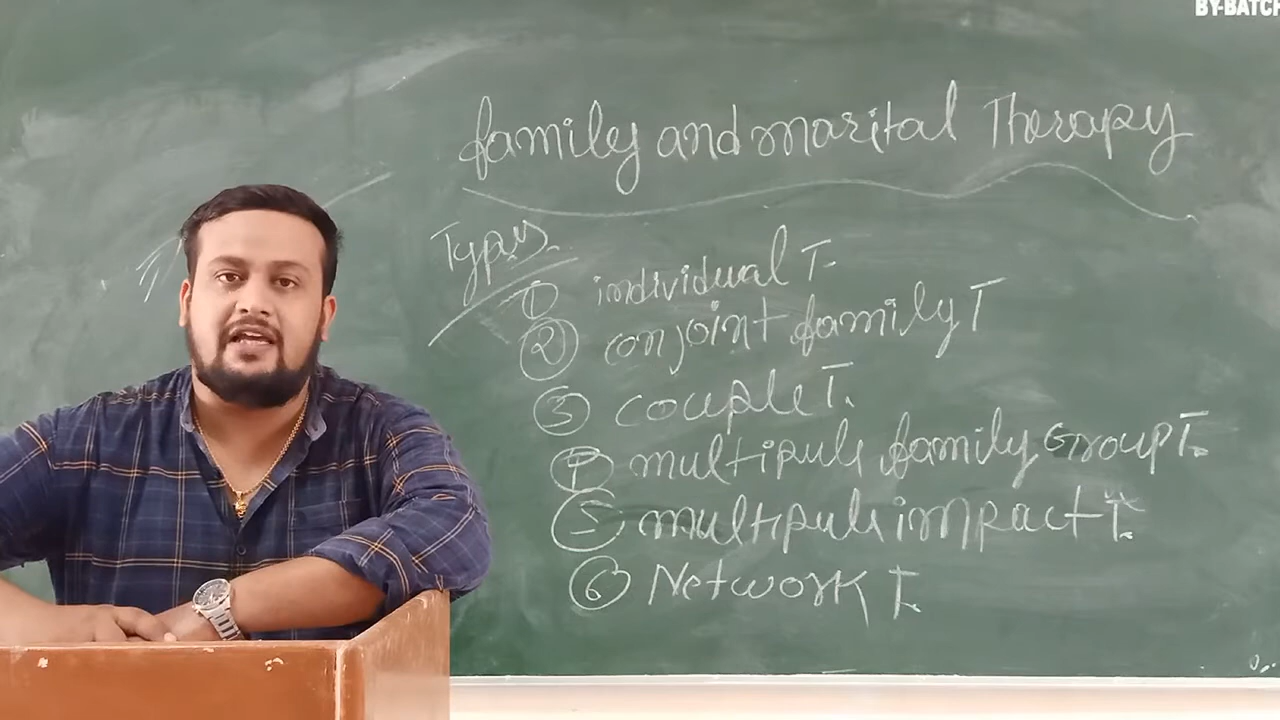 BY-BATCH
family and marital Therapy
Types.
① individual T.
② conjoint family T
③ couple T.
④ multipule family Group T.
⑤ multipule impact T.
⑥ Network T.